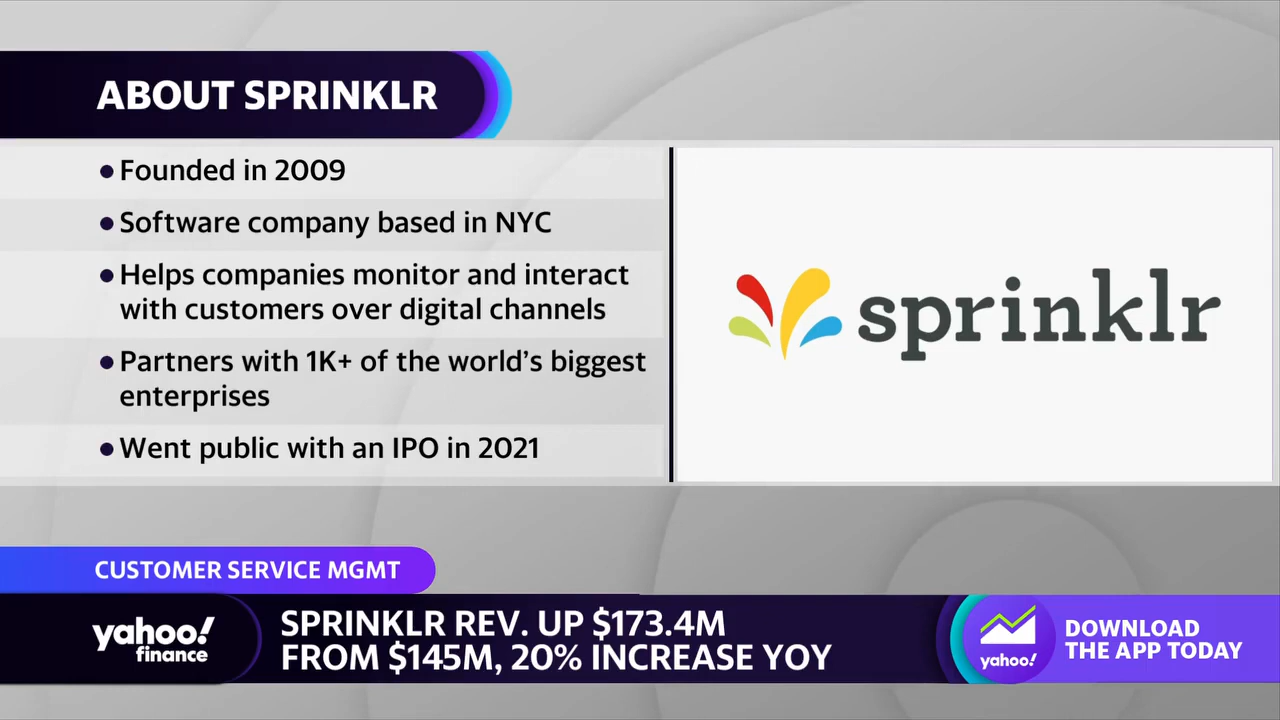 ABOUT SPRINKLR
• Founded in 2009
• Software company based in NYC
• Helps companies monitor and interact
with customers over digital channels
• Partners with 1K+ of the world’s biggest
enterprises
• Went public with an IPO in 2021
sprinklr
CUSTOMER SERVICE MGMT
yahoo!
finance
SPRINKLR REV. UP $173.4M
FROM $145M, 20% INCREASE YOY
yahoo!
DOWNLOAD
THE APP TODAY